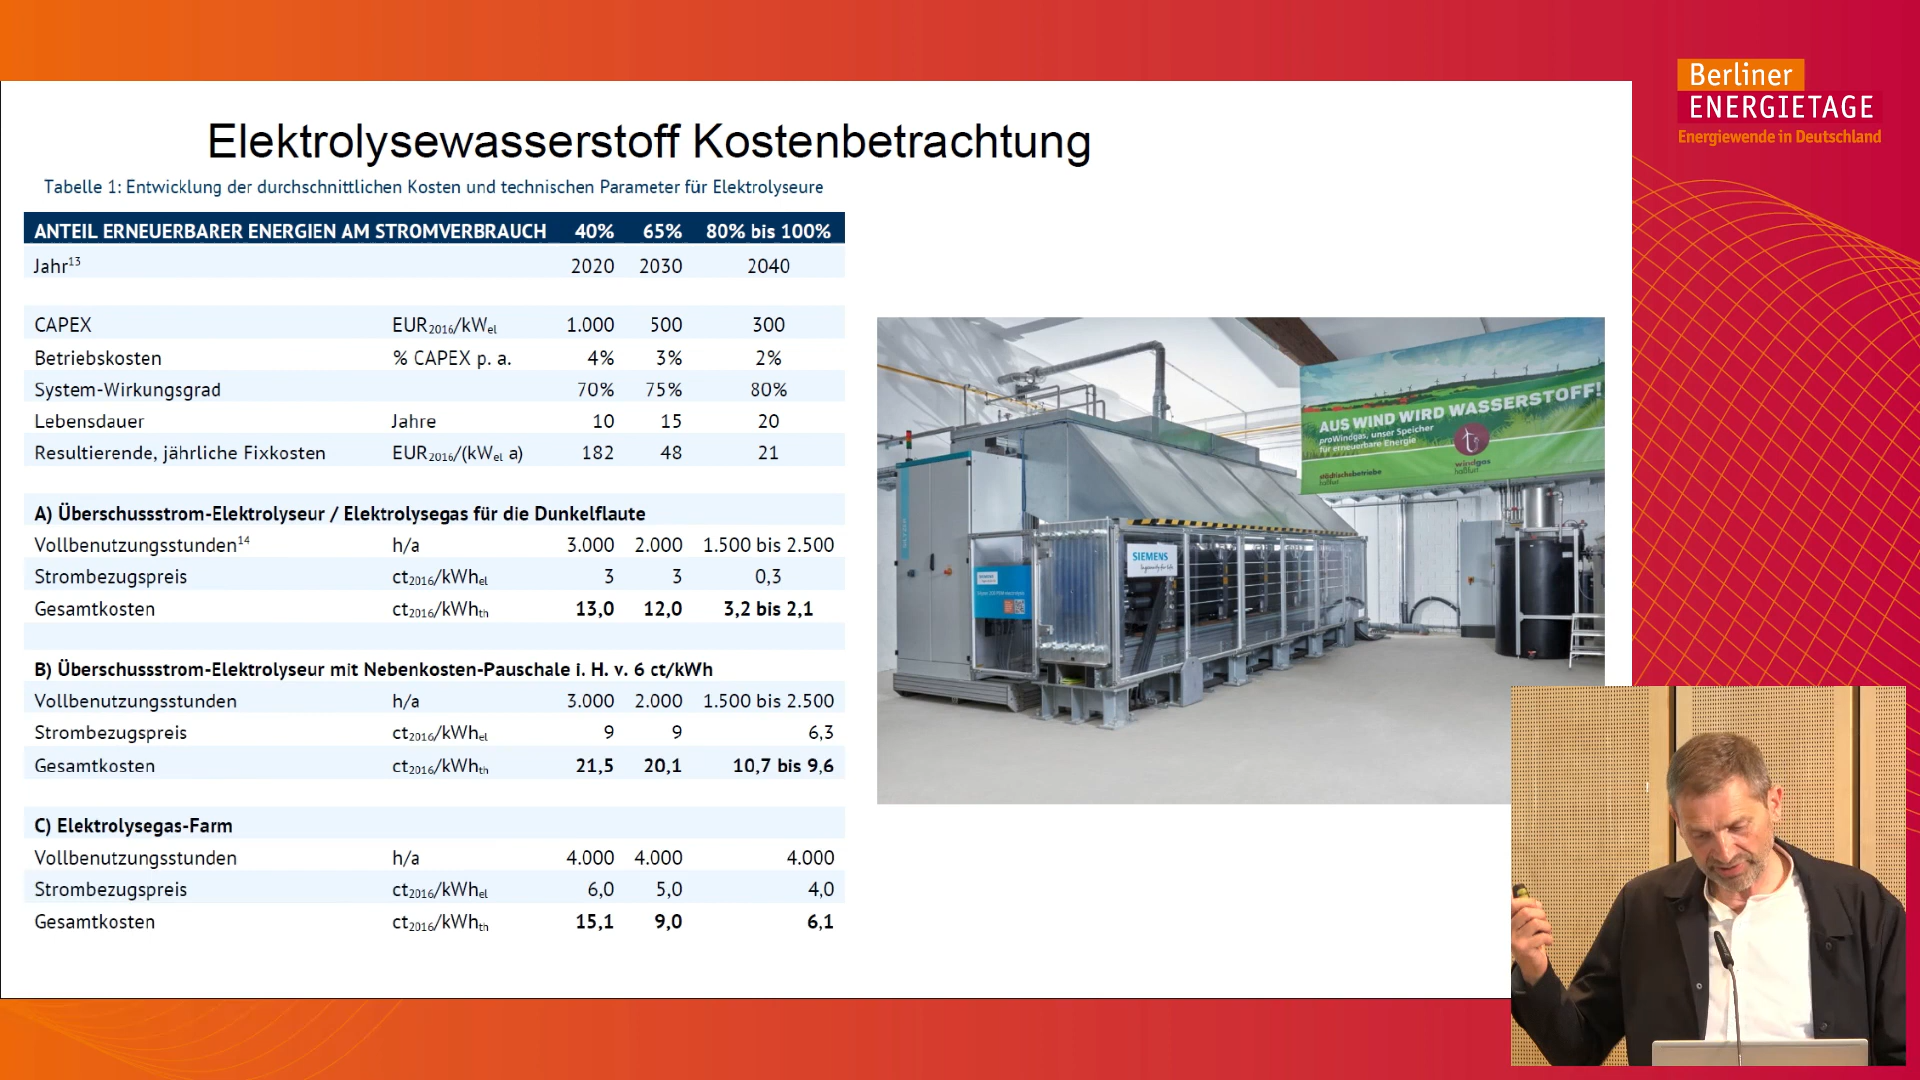 Berliner
ENERGIETAGE
Energiewende in Deutschland
Elektrolysewasserstoff Kostenbetrachtung
Tabelle 1: Entwicklung der durchschnittlichen Kosten und technischen Parameter für Elektrolyseure
ANTEIL ERNEUERBARER ENERGIEN AM STROMVERBRAUCH 40% 65% 80% bis 100%
Jahr¹³ 2020 2030 2040
CAPEX EUR₂₀₁₆/kWₑₗ 1.000 500 300
Betriebskosten % CAPEX p. a. 4% 3% 2%
System-Wirkungsgrad 70% 75% 80%
Lebensdauer Jahre 10 15 20
Resultierende, jährliche Fixkosten EUR₂₀₁₆/(kWₑₗ a) 182 48 21
A) Überschussstrom-Elektrolyseur / Elektrolysegas für die Dunkelflaute
Vollbenutzungsstunden¹⁴ h/a 3.000 2.000 1.500 bis 2.500
Strombezugspreis ct₂₀₁₆/kWhₑₗ 3 3 0,3
Gesamtkosten ct₂₀₁₆/kWhₜₕ 13,0 12,0 3,2 bis 2,1
B) Überschussstrom-Elektrolyseur mit Nebenkosten-Pauschale i. H. v. 6 ct/kWh
Vollbenutzungsstunden h/a 3.000 2.000 1.500 bis 2.500
Strombezugspreis ct₂₀₁₆/kWhₑₗ 9 9 6,3
Gesamtkosten ct₂₀₁₆/kWhₜₕ 21,5 20,1 10,7 bis 9,6
C) Elektrolysegas-Farm
Vollbenutzungsstunden h/a 4.000 4.000 4.000
Strombezugspreis ct₂₀₁₆/kWhₑₗ 6,0 5,0 4,0
Gesamtkosten ct₂₀₁₆/kWhₜₕ 15,1 9,0 6,1
AUS WIND WIRD WASSERSTOFF!
proWindgas, unser Speicher
für erneuerbare Energie
städtischebetriebe
haßfurt
windgas
haßfurt
SIEMENS
Ingenuity for life